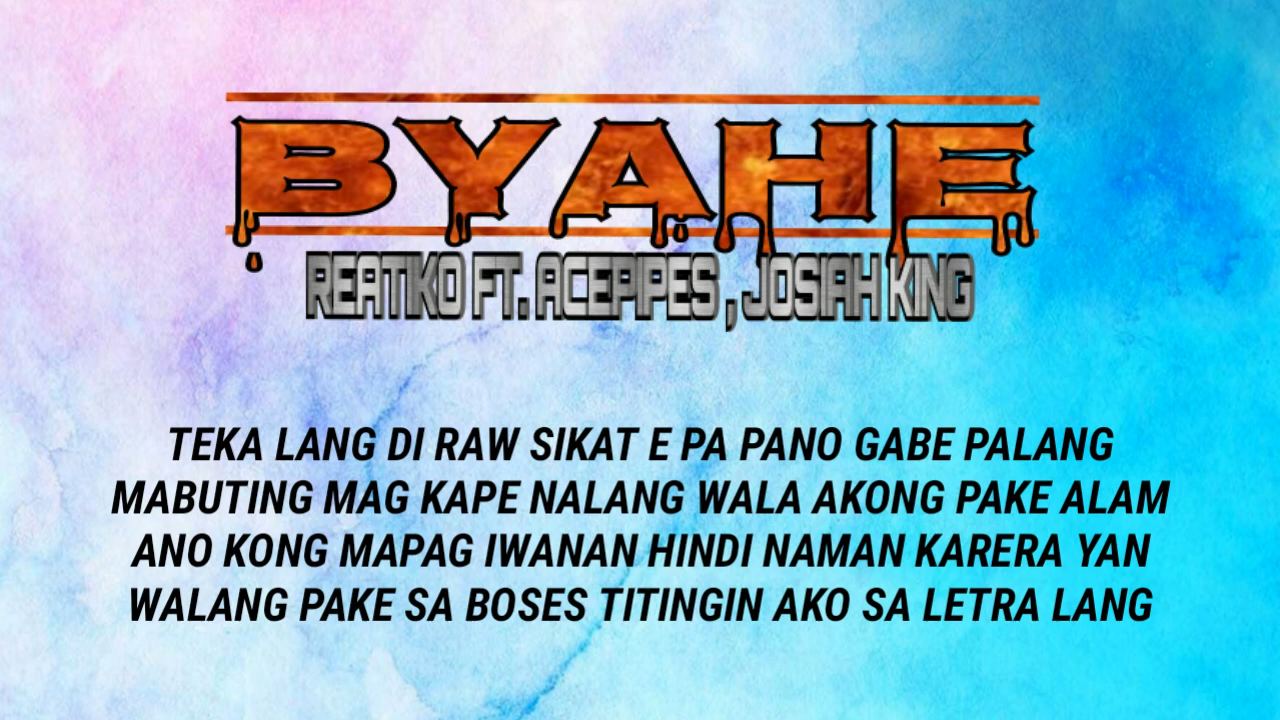 BYAHE
REATIKO FT. ACEPIPES , JOSIAH KING
TEKA LANG DI RAW SIKAT E PA PANO GABE PALANG
MABUTING MAG KAPE NALANG WALA AKONG PAKE ALAM
ANO KONG MAPAG IWANAN HINDI NAMAN KARERA YAN
WALANG PAKE SA BOSES TITINGIN AKO SA LETRA LANG